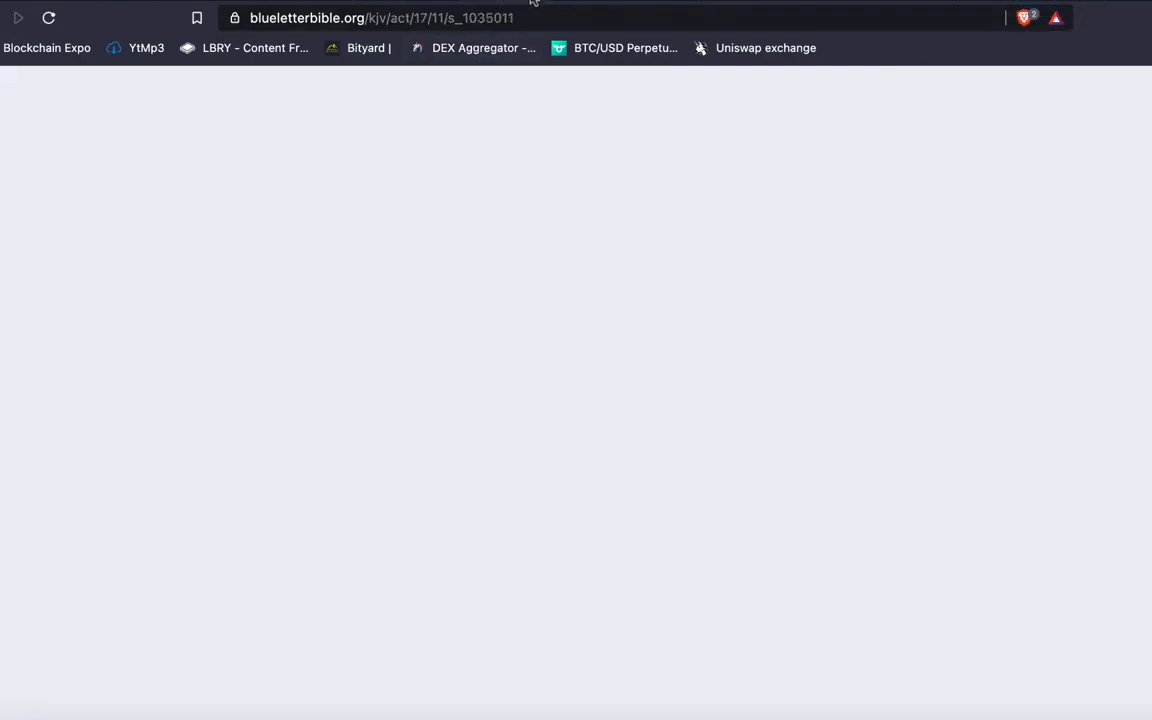 blueletterbible.org/kjv/act/17/11/s_1035011 2
Blockchain Expo YtMp3 LBRY - Content Fr... Bityard | DEX Aggregator -... BTC/USD Perpetu... Uniswap exchange